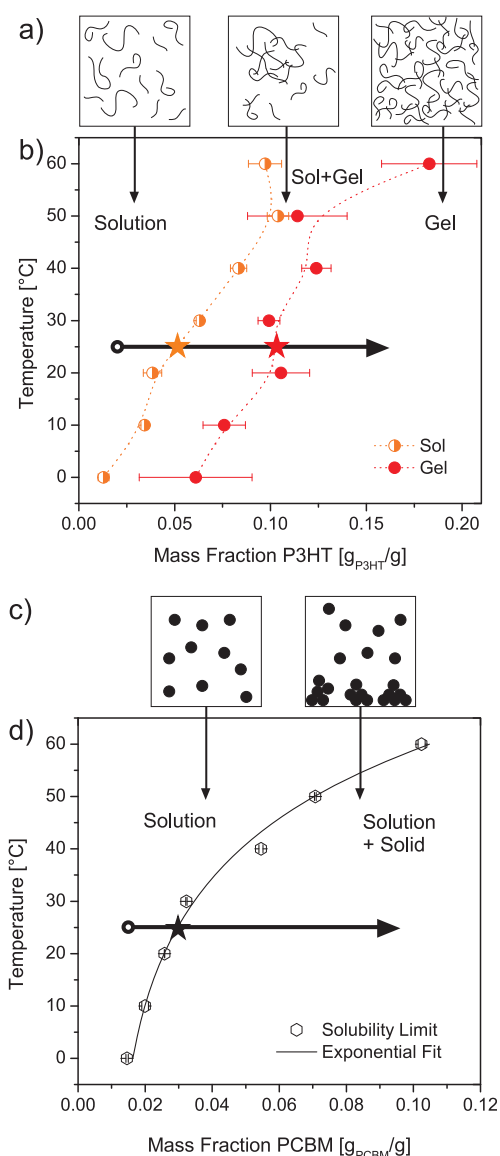 a)
b)
60
50
40
30
20
10
0
Temperature [°C]
Solution
Sol+Gel
Gel
Sol
Gel
0.00
0.05
0.10
0.15
0.20
Mass Fraction P3HT [gP3HT/g]
c)
d)
60
50
40
30
20
10
0
Temperature [°C]
Solution
Solution
+ Solid
Solubility Limit
Exponential Fit
0.00
0.02
0.04
0.06
0.08
0.10
0.12
Mass Fraction PCBM [gPCBM/g]